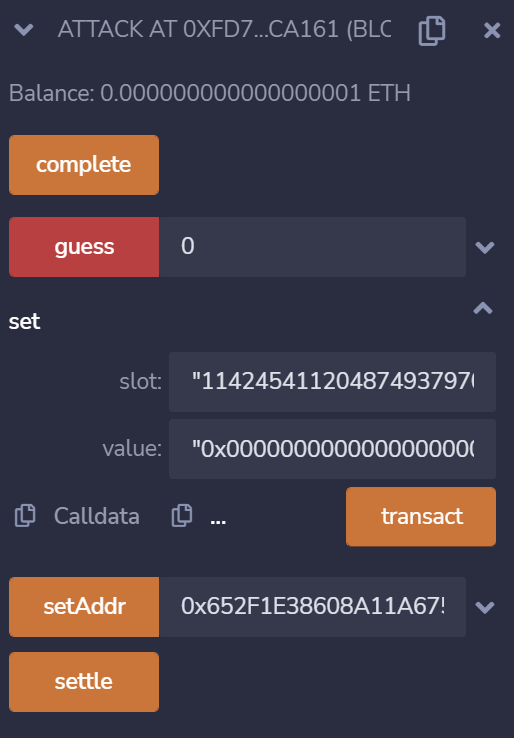 ATTACK AT 0XFD7...CA161 (BLC
Balance: 0.000000000000000001 ETH
complete
guess 0
set
slot: "114245411204874937970
value: "0x0000000000000000000
Calldata ...
transact
setAddr 0x652F1E38608A11A675
settle